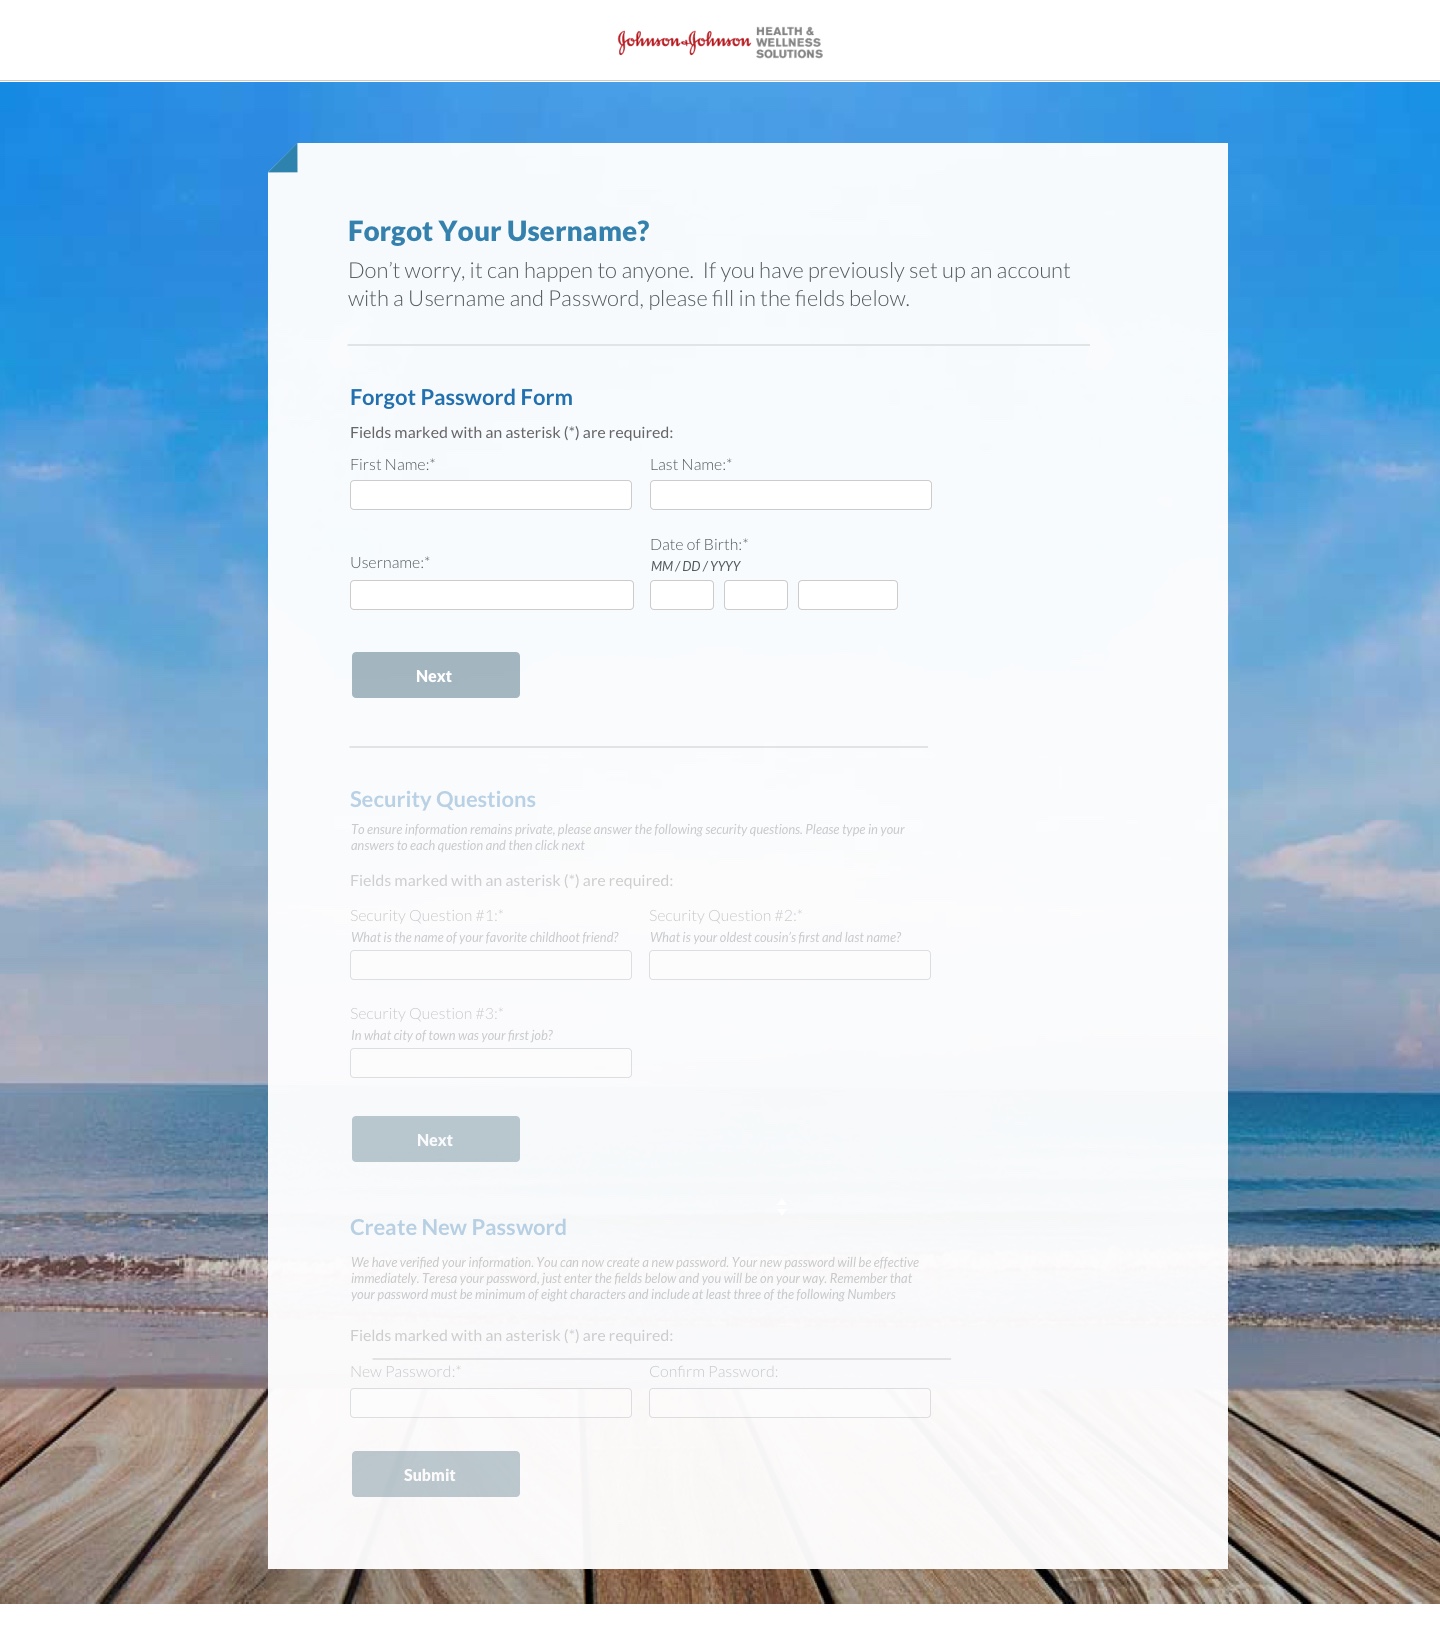 Johnson & Johnson HEALTH &
WELLNESS
SOLUTIONS
Forgot Your Username?
Don't worry, it can happen to anyone.  If you have previously set up an account
with a Username and Password, please fill in the fields below.
Forgot Password Form
Fields marked with an asterisk (*) are required:
First Name:*
Last Name:*
Username:*
Date of Birth:*
MM / DD / YYYY
Next
Security Questions
To ensure information remains private, please answer the following security questions. Please type in your
answers to each question and then click next
Fields marked with an asterisk (*) are required:
Security Question #1:*
Security Question #2:*
What is the name of your favorite childhoot friend?
What is your oldest cousin's first and last name?
Security Question #3:*
In what city of town was your first job?
Next
Create New Password
We have verified your information. You can now create a new password. Your new password will be effective
immediately. Teresa your password, just enter the fields below and you will be on your way. Remember that
your password must be minimum of eight characters and include at least three of the following Numbers
Fields marked with an asterisk (*) are required:
New Password:*
Confirm Password:
Submit